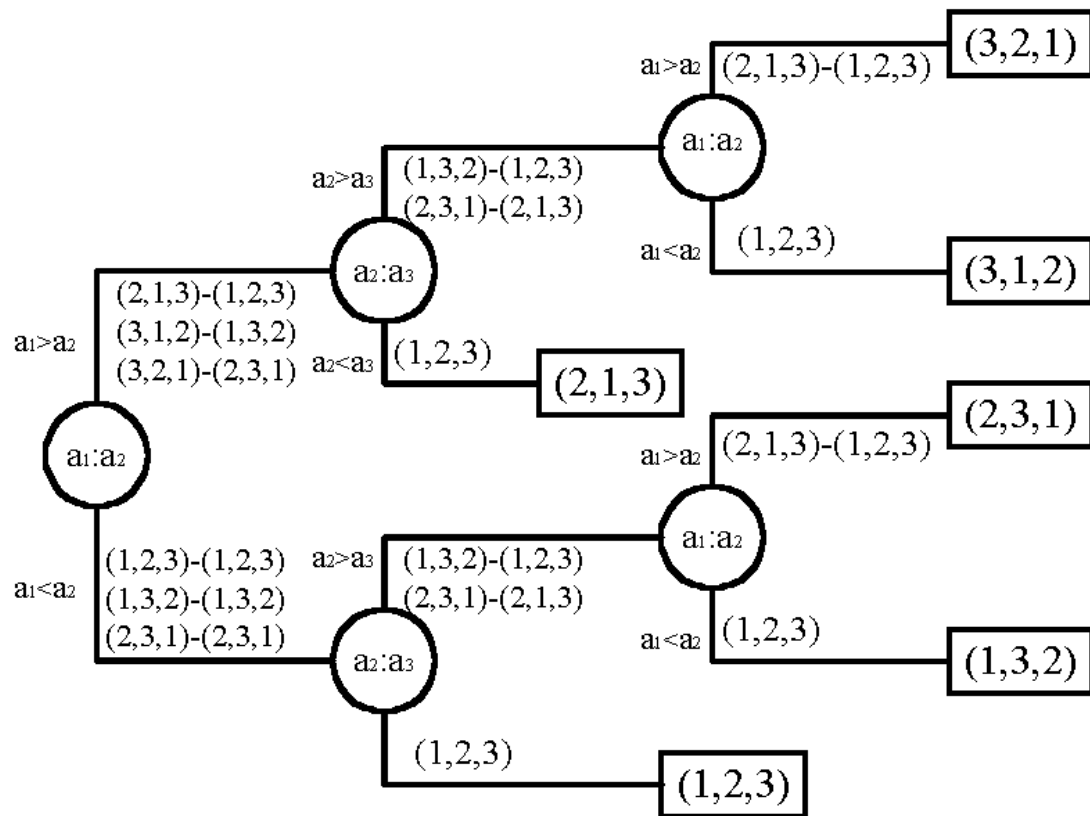 (3,2,1)
a₁>a₂
(2,1,3)-(1,2,3)
a₁:a₂
a₂>a₃
(1,3,2)-(1,2,3)
(2,3,1)-(2,1,3)
a₁<a₂
(1,2,3)
(3,1,2)
a₂:a₃
(2,1,3)-(1,2,3)
(3,1,2)-(1,3,2)
(3,2,1)-(2,3,1)
a₁>a₂
a₂<a₃
(1,2,3)
(2,1,3)
(2,3,1)
a₁>a₂
(2,1,3)-(1,2,3)
a₁:a₂
a₁:a₂
a₂>a₃
(1,3,2)-(1,2,3)
(2,3,1)-(2,1,3)
a₁<a₂
(1,2,3)-(1,2,3)
(1,3,2)-(1,3,2)
(2,3,1)-(2,3,1)
a₁<a₂
(1,2,3)
(1,3,2)
a₂:a₃
(1,2,3)
(1,2,3)